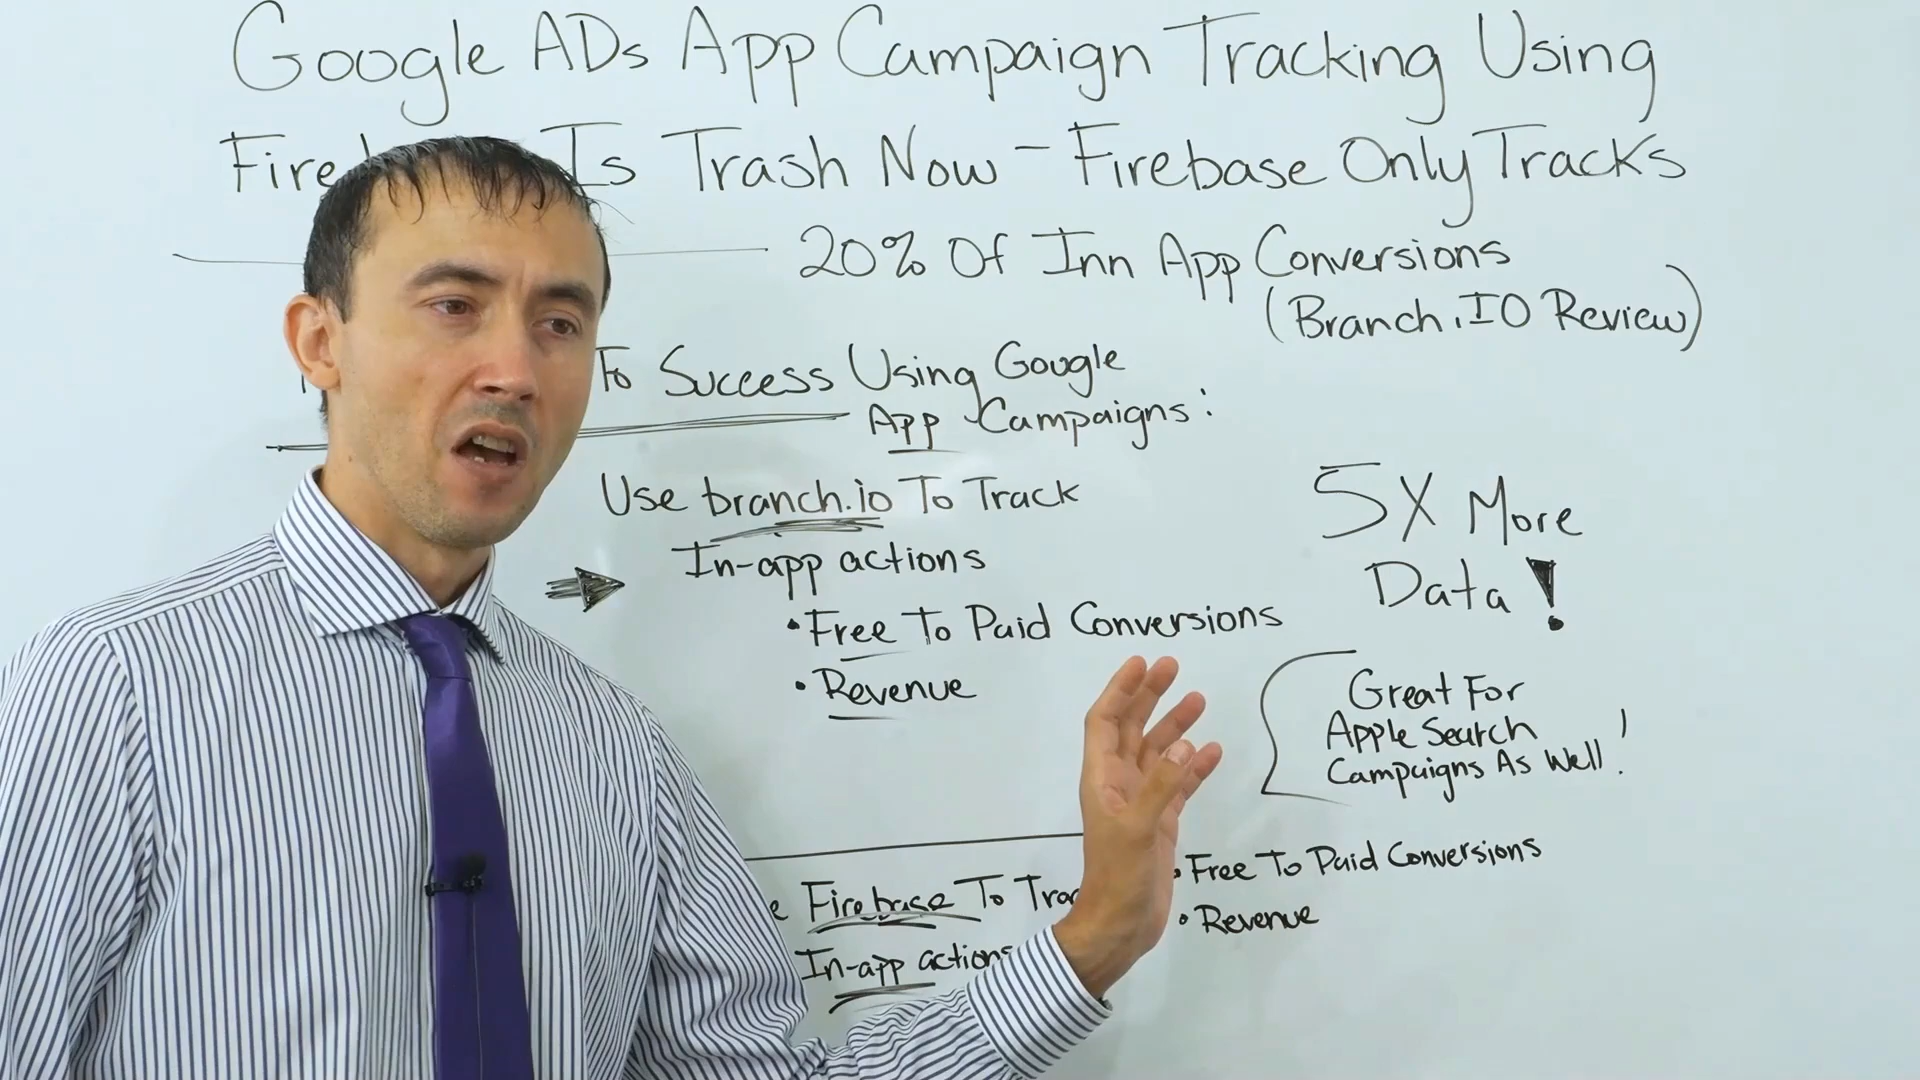 Google ADs App Campaign Tracking Using
Fire Is Trash Now - Firebase Only Tracks
20% Of Inn App Conversions
(Branch.IO Review)
To Success Using Google
App Campaigns:
Use branch.io To Track
In-app actions
• Free To Paid Conversions
• Revenue
5X More
Data!
Great For
Apple Search
Campaigns As Well!
Firebase To
In-app actions
• Free To Paid Conversions
• Revenue